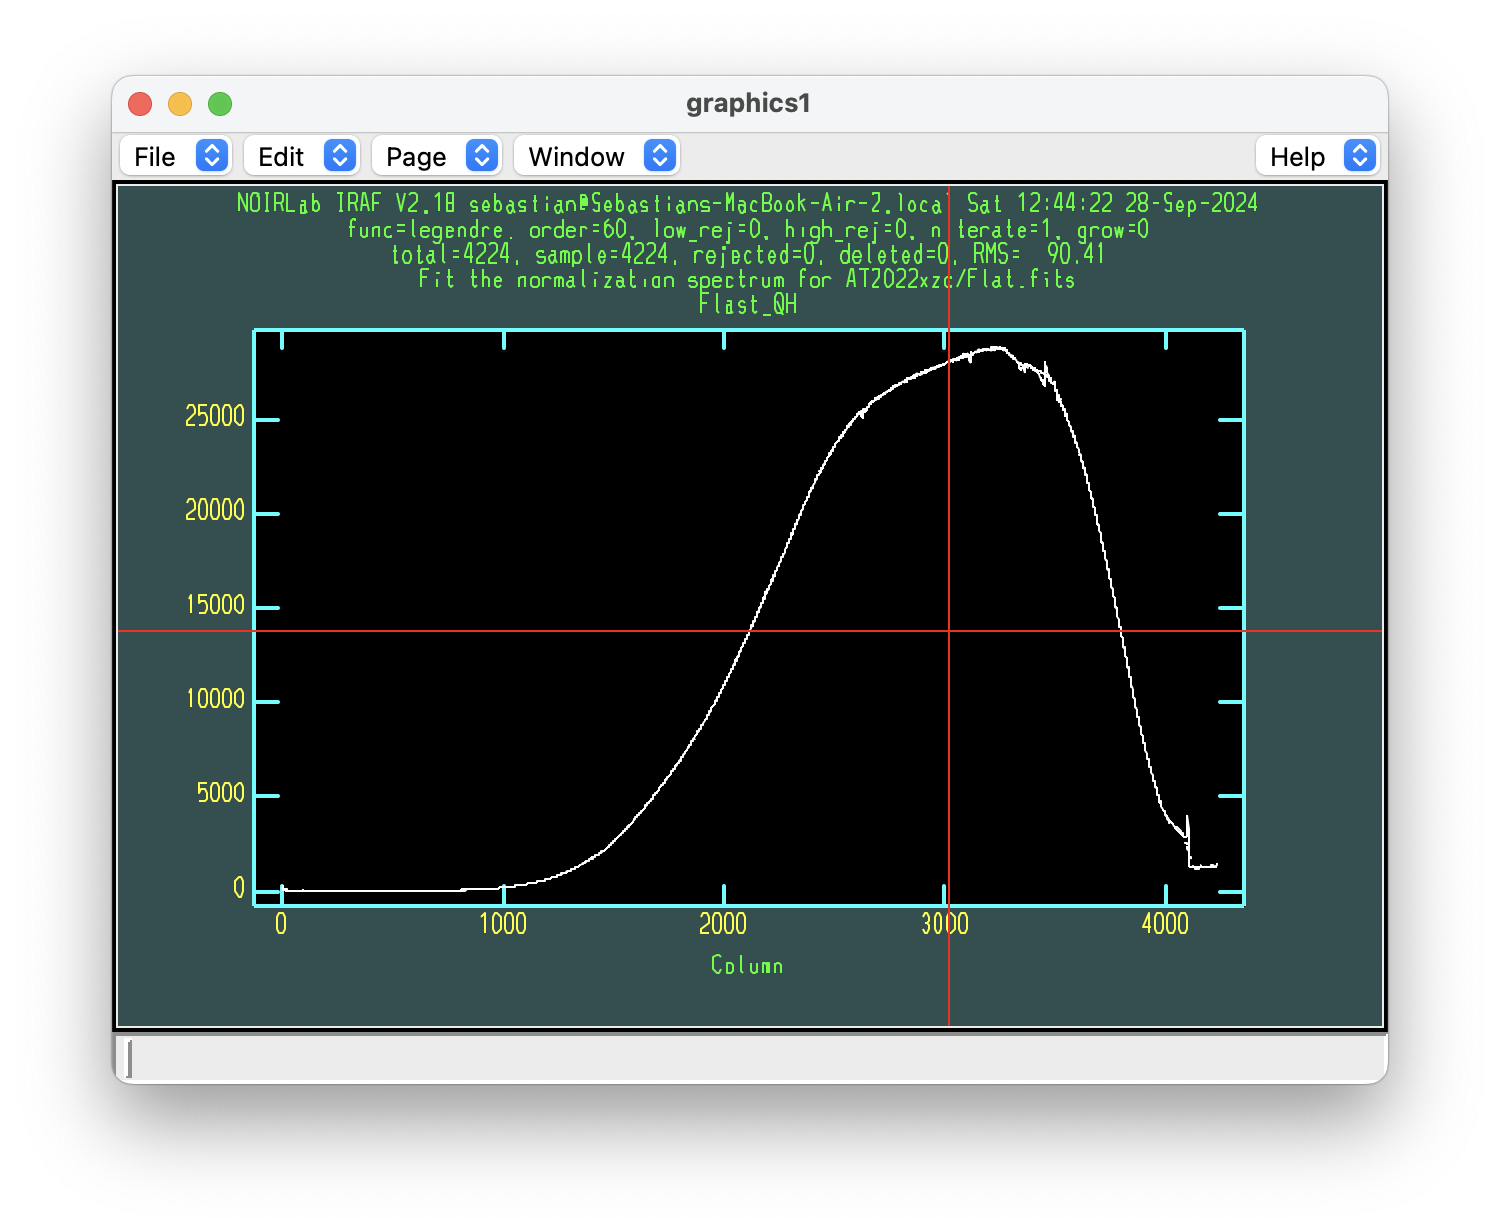 graphics1
File Edit Page Window Help
NOIRLab IRAF V2.18 sebastian@Sebastians-MacBook-Air-2.local Sat 12:44:22 28-Sep-2024
func=legendre, order=60, low_rej=0, high_rej=0, niterate=1, grow=0
total=4224, sample=4224, rejected=0, deleted=0, RMS= 90.41
Fit the normalization spectrum for AT2022xzc/Flat.fits
Flast_QH
25000
20000
15000
10000
5000
0
0 1000 2000 3000 4000
Column